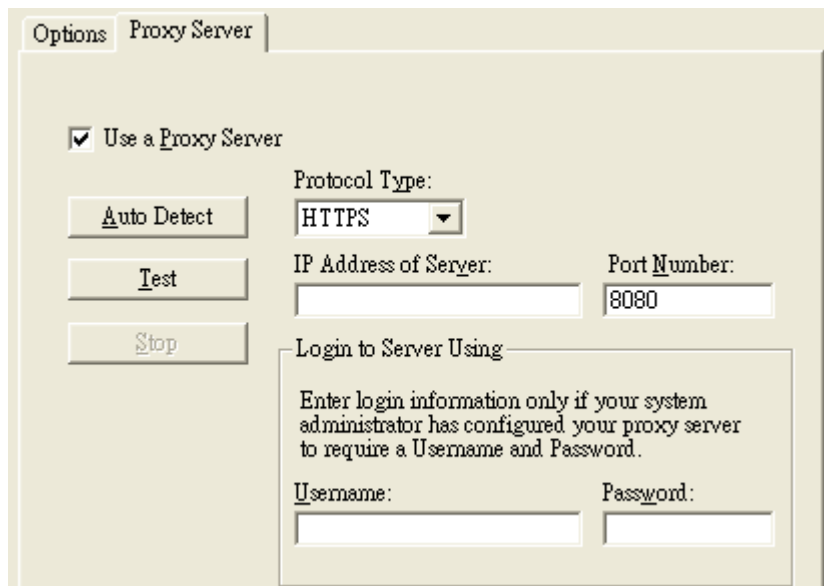 Options
Proxy Server
Use a Proxy Server
Protocol Type:
Auto Detect
HTTPS
IP Address of Server:
Port Number:
Test
8080
Stop
Login to Server Using
Enter login information only if your system
administrator has configured your proxy server
to require a Username and Password.
Username:
Password: